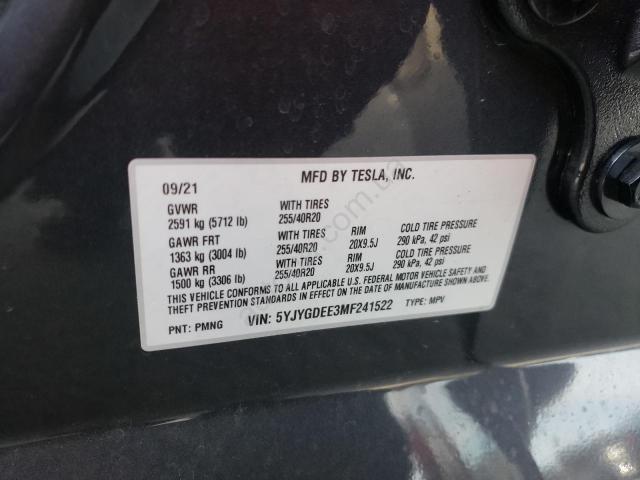 MFD BY TESLA, INC.
09/21
GVWR WITH TIRES
2591 kg (5712 lb) 255/40R20
GAWR FRT WITH TIRES RIM COLD TIRE PRESSURE
1363 kg (3004 lb) 255/40R20 20X9.5J 290 kPa, 42 psi
GAWR RR WITH TIRES RIM COLD TIRE PRESSURE
1500 kg (3306 lb) 255/40R20 20X9.5J 290 kPa, 42 psi
THIS VEHICLE CONFORMS TO ALL APPLICABLE U.S. FEDERAL MOTOR VEHICLE SAFETY AND
THEFT PREVENTION STANDARDS IN EFFECT ON THE DATE OF MANUFACTURE SHOWN ABOVE.
PNT: PMNG VIN: 5YJYGDEE3MF241522 TYPE: MPV